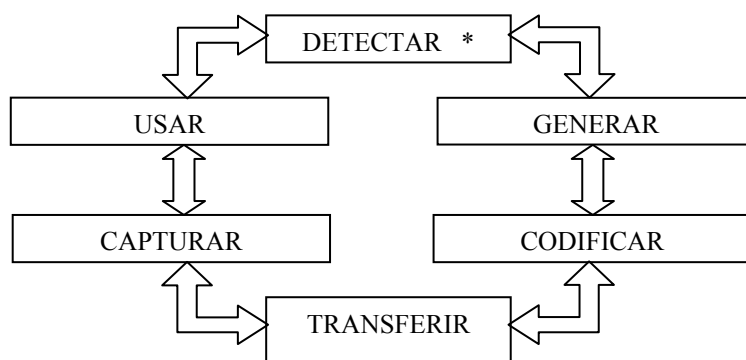 DETECTAR *
USAR
GENERAR
CAPTURAR
CODIFICAR
TRANSFERIR